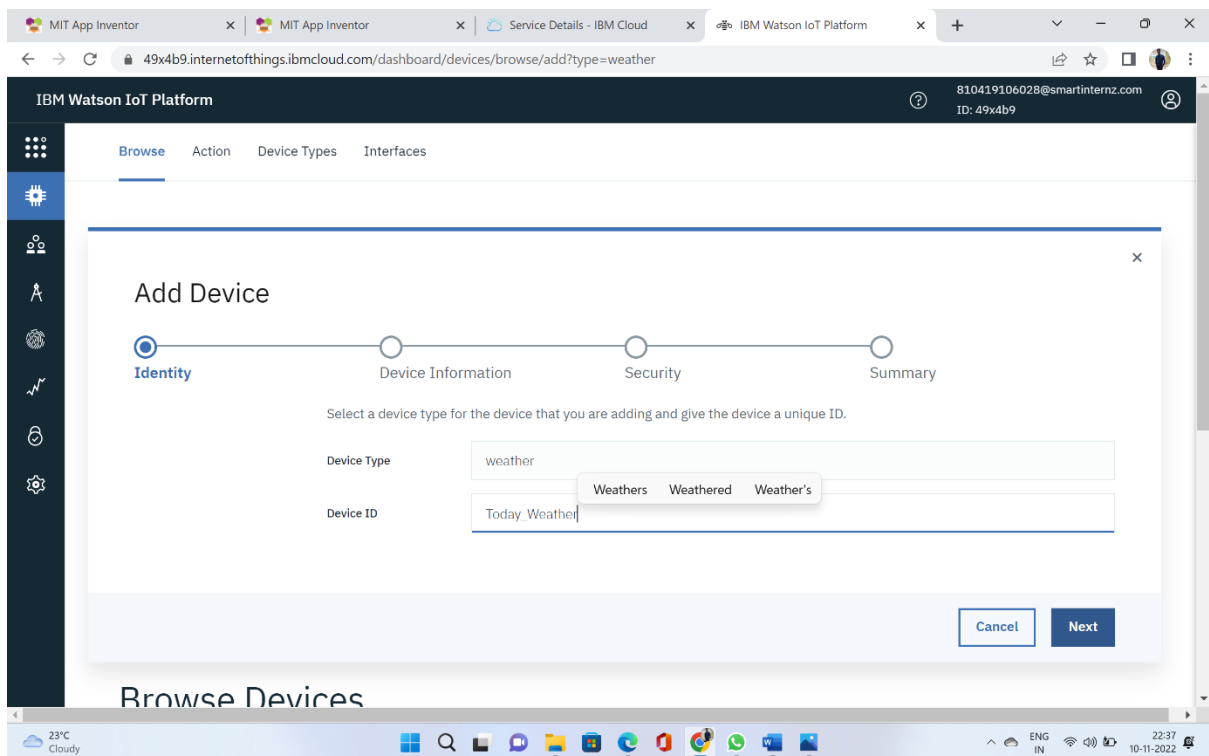 MIT App Inventor
MIT App Inventor
Service Details - IBM Cloud
IBM Watson IoT Platform
49x4b9.internetofthings.ibmcloud.com/dashboard/devices/browse/add?type=weather
IBM Watson IoT Platform
810419106028@smartinternz.com
ID: 49x4b9
Browse Action Device Types Interfaces
Add Device
Identity Device Information Security Summary
Select a device type for the device that you are adding and give the device a unique ID.
Device Type weather
Weathers Weathered Weather's
Device ID Today_Weather
Cancel Next
Browse Devices
23°C
Cloudy
ENG
IN
22:37
10-11-2022